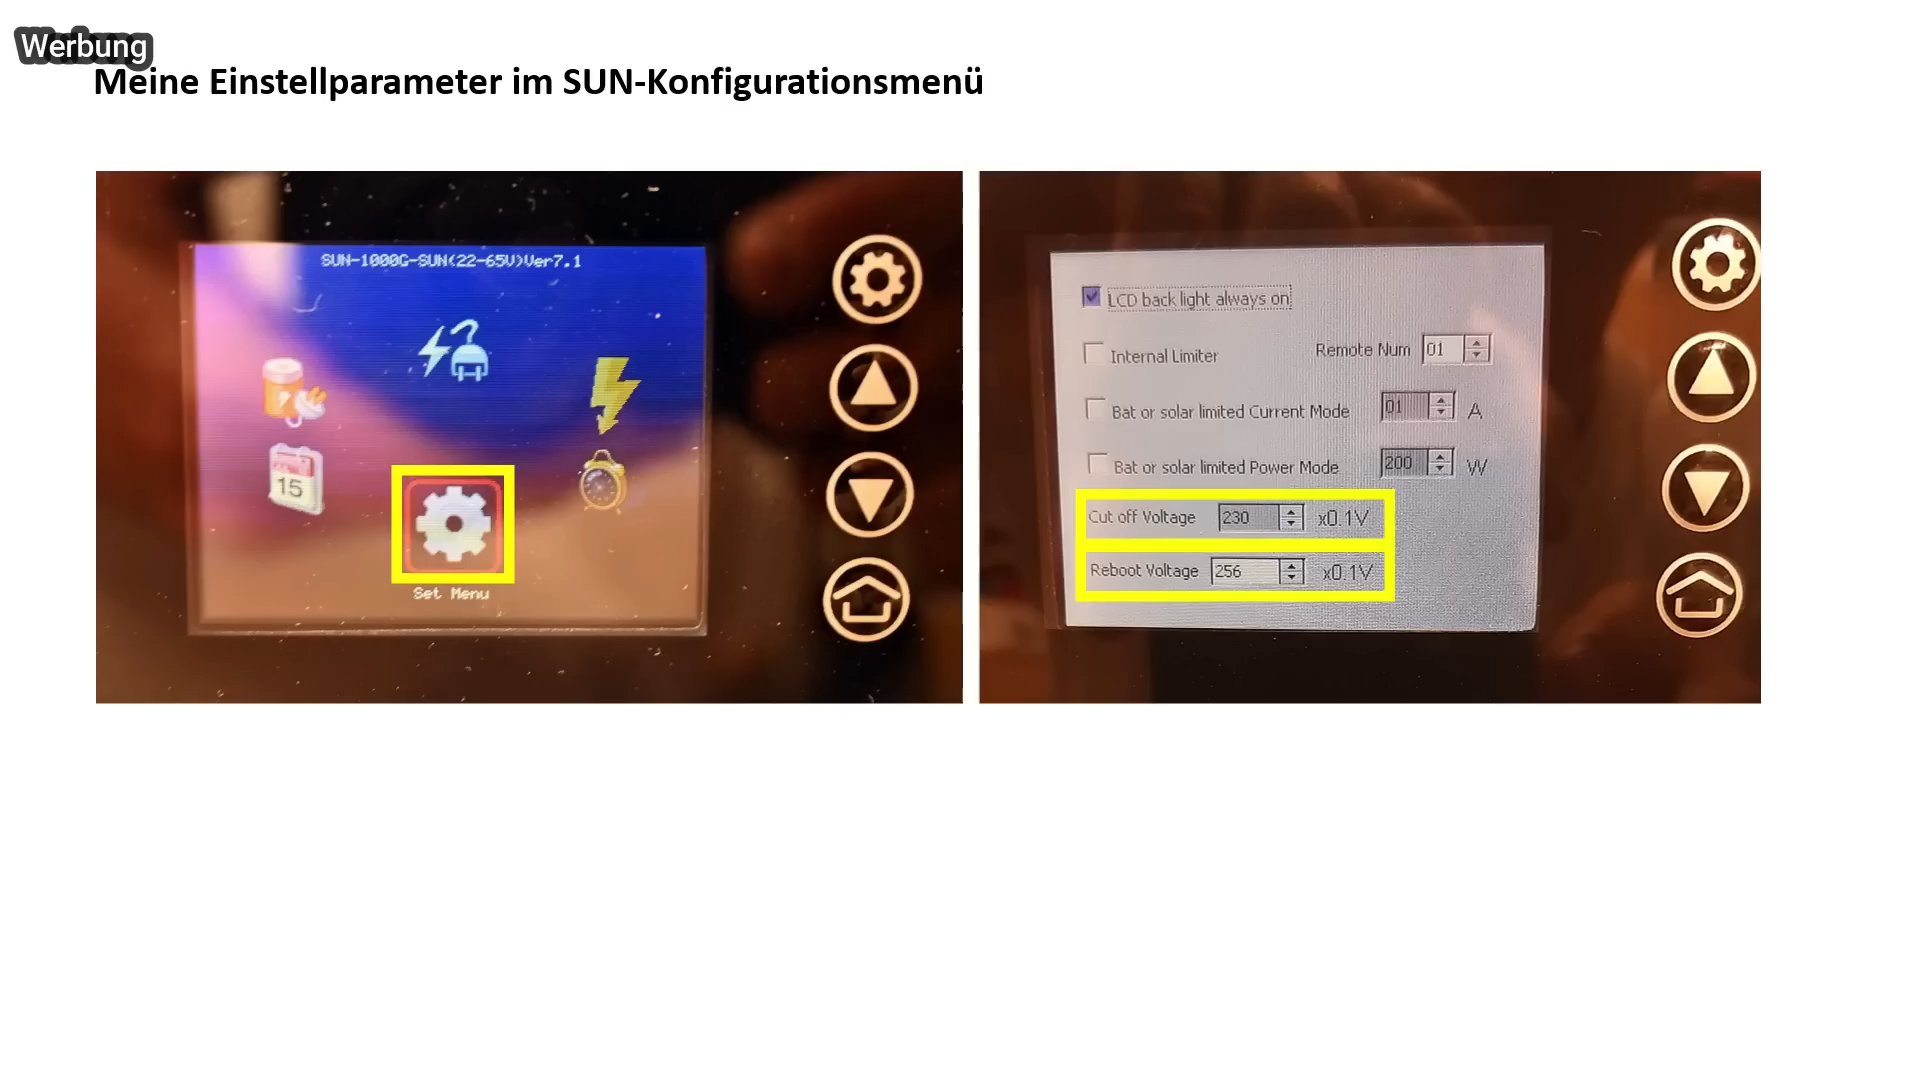 Werbung
Meine Einstellparameter im SUN-Konfigurationsmenü
SUN-1000G-SUN(22-65V)Ver7.1
15
Set Menu
LCD back light always on
Internal Limiter
Remote Num 01
Bat or solar limited Current Mode 01 A
Bat or solar limited Power Mode 200 W
Cut off Voltage 230 x0.1V
Reboot Voltage 256 x0.1V